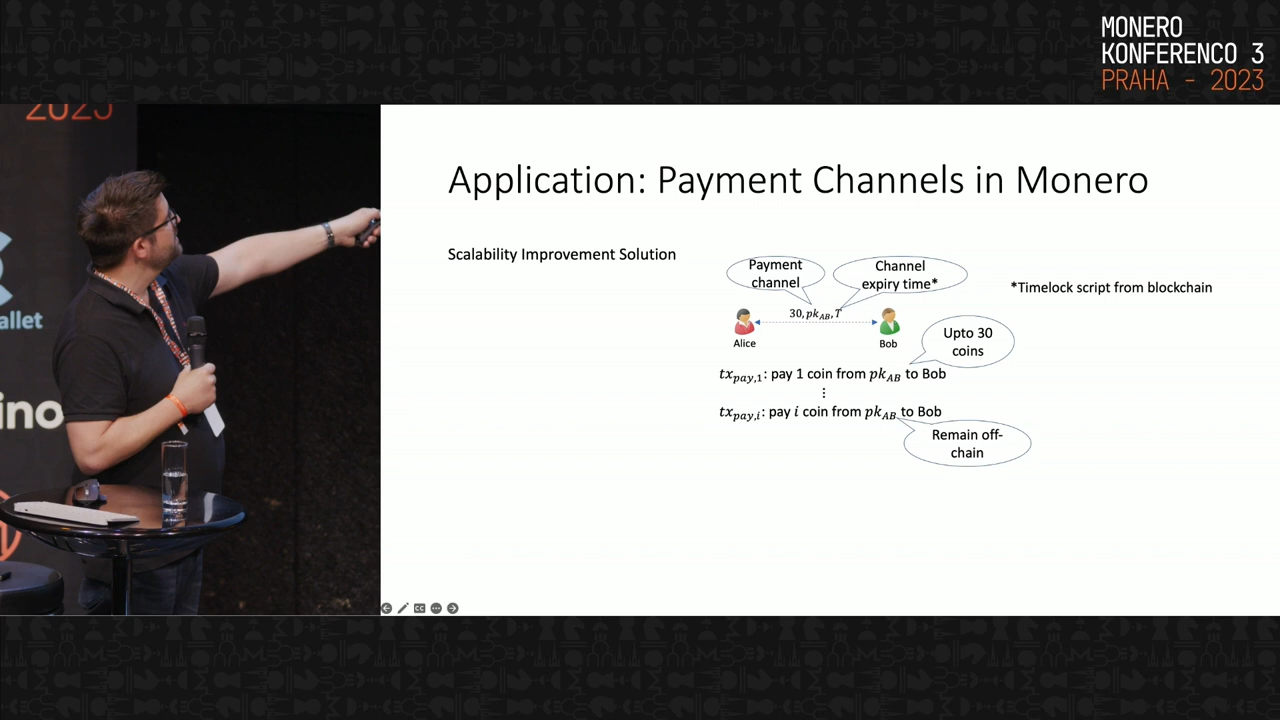 MONERO
KONFERENCO 3
PRAHA - 2023
2023
allet
ino
Application: Payment Channels in Monero
Scalability Improvement Solution
Payment
channel
Channel
expiry time*
*Timelock script from blockchain
30, pk_AB, T
Alice
Bob
Upto 30
coins
tx_pay,1: pay 1 coin from pk_AB to Bob
⋮
tx_pay,i: pay i coin from pk_AB to Bob
Remain off-
chain